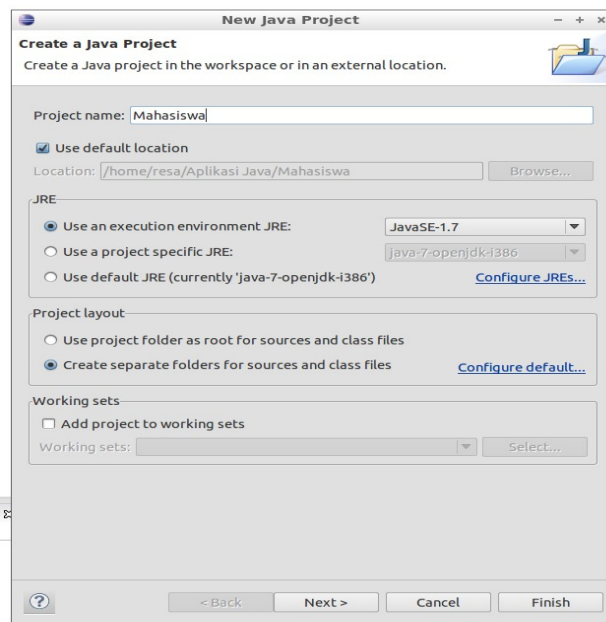 New Java Project
Create a Java Project
Create a Java project in the workspace or in an external location.
Project name: Mahasiswa
Use default location
Location: /home/resa/Aplikasi Java/Mahasiswa Browse...
JRE
Use an execution environment JRE: JavaSE-1.7
Use a project specific JRE: java-7-openjdk-i386
Use default JRE (currently 'java-7-openjdk-i386') Configure JREs...
Project layout
Use project folder as root for sources and class files
Create separate folders for sources and class files Configure default...
Working sets
Add project to working sets
Working sets: Select...
? < Back Next > Cancel Finish